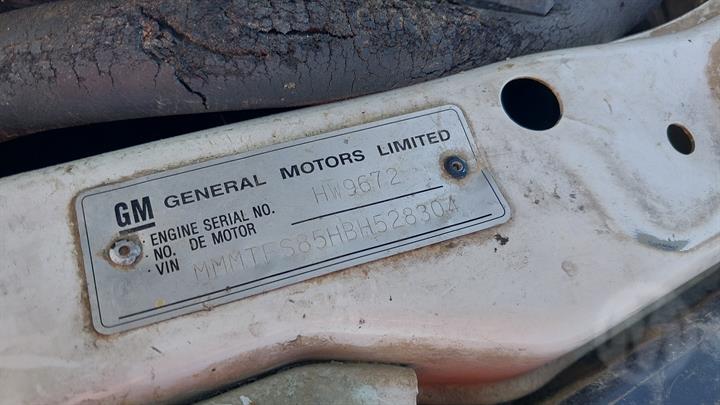 GM GENERAL MOTORS LIMITED
ENGINE SERIAL NO. HW9672
NO. DE MOTOR
VIN MMMTFS85HBH528304